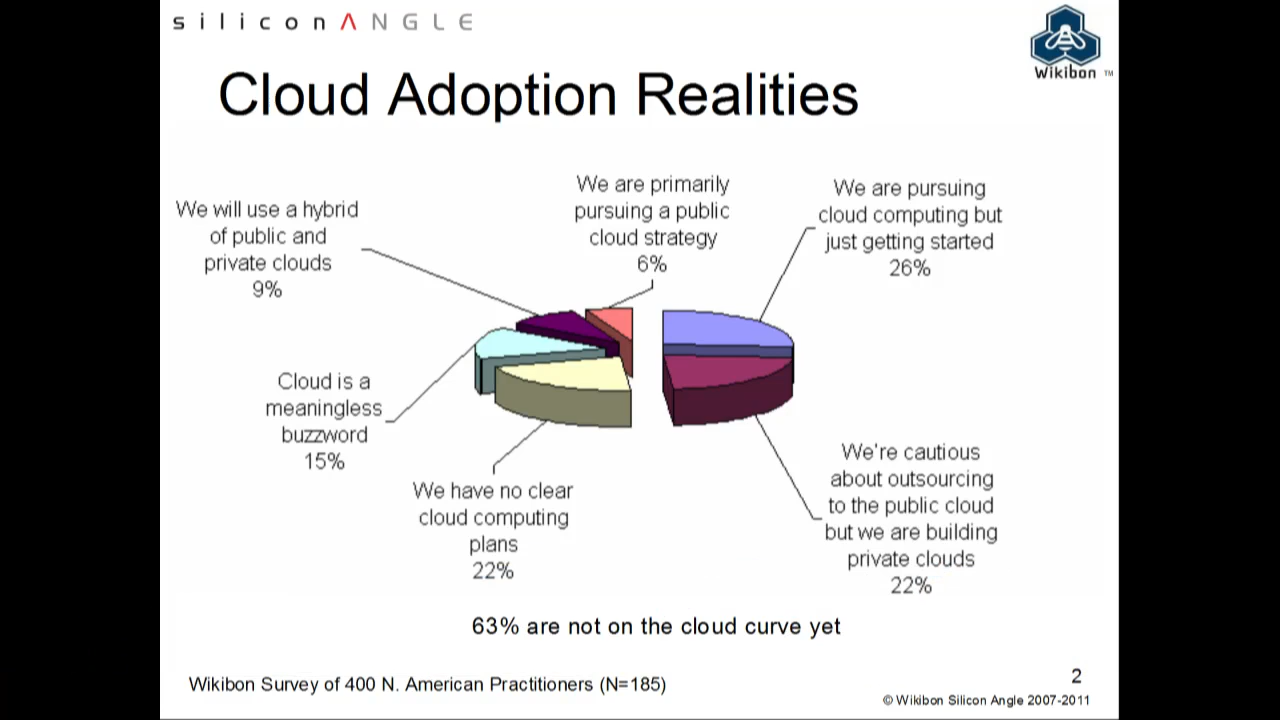 siliconANGLE
Wikibon TM
Cloud Adoption Realities
We are primarily
pursuing a public
cloud strategy
6%
We are pursuing
cloud computing but
just getting started
26%
We will use a hybrid
of public and
private clouds
9%
Cloud is a
meaningless
buzzword
15%
We have no clear
cloud computing
plans
22%
We're cautious
about outsourcing
to the public cloud
but we are building
private clouds
22%
63% are not on the cloud curve yet
Wikibon Survey of 400 N. American Practitioners (N=185)
2
© Wikibon Silicon Angle 2007-2011